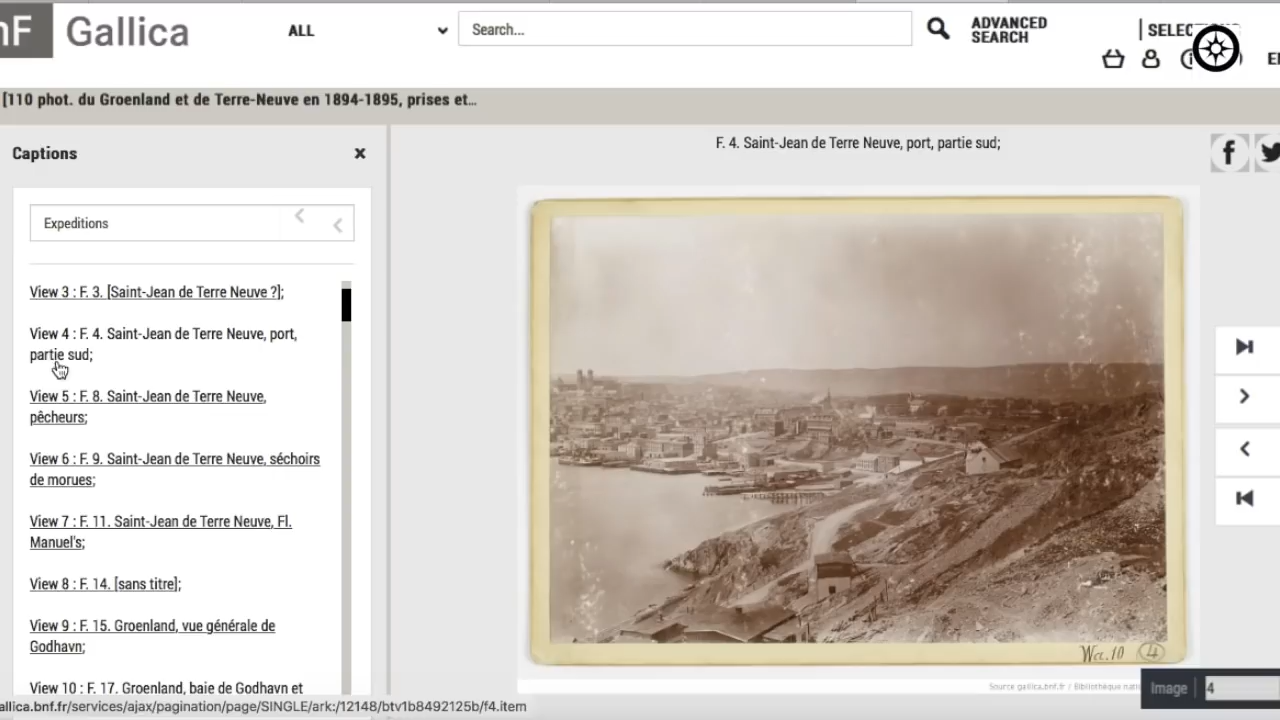 nF Gallica
ALL
Search...
ADVANCED
SEARCH
[110 phot. du Groenland et de Terre-Neuve en 1894-1895, prises et...
Captions
x
Expeditions
View 3 : F. 3. [Saint-Jean de Terre Neuve ?];
View 4 : F. 4. Saint-Jean de Terre Neuve, port,
partie sud;
View 5 : F. 8. Saint-Jean de Terre Neuve,
pêcheurs;
View 6 : F. 9. Saint-Jean de Terre Neuve, séchoirs
de morues;
View 7 : F. 11. Saint-Jean de Terre Neuve, Fl.
Manuel's;
View 8 : F. 14. [sans titre];
View 9 : F. 15. Groenland, vue générale de
Godhavn;
View 10 : F. 17. Groenland, baie de Godhavn et
allica.bnf.fr/services/ajax/pagination/page/SINGLE/ark:/12148/btv1b8492125b/f4.item
F. 4. Saint-Jean de Terre Neuve, port, partie sud;
f
4
Source gallica.bnf.fr / Bibliothèque nati
Image 4